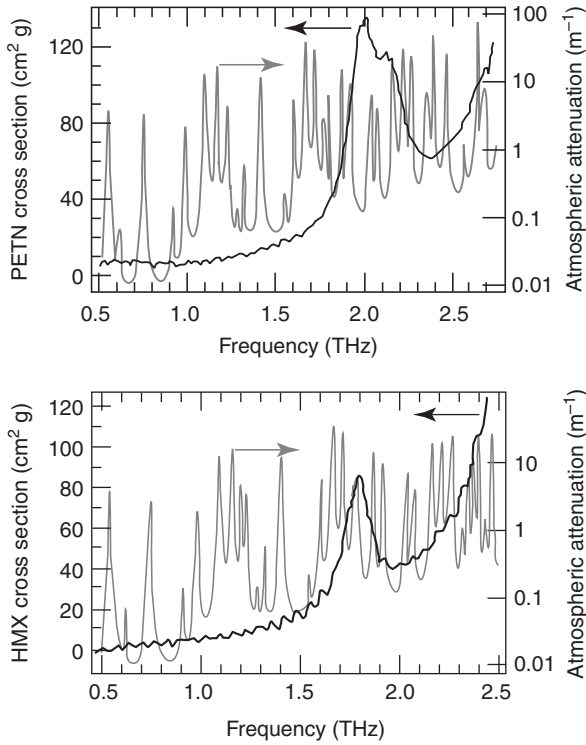 PETN cross section (cm² g)
120
80
40
0
100
10
1
0.1
0.01
Atmospheric attenuation (m⁻¹)
0.5 1.0 1.5 2.0 2.5
Frequency (THz)
HMX cross section (cm² g)
120
100
80
60
40
20
0
10
1
0.1
0.01
Atmospheric attenuation (m⁻¹)
0.5 1.0 1.5 2.0 2.5
Frequency (THz)